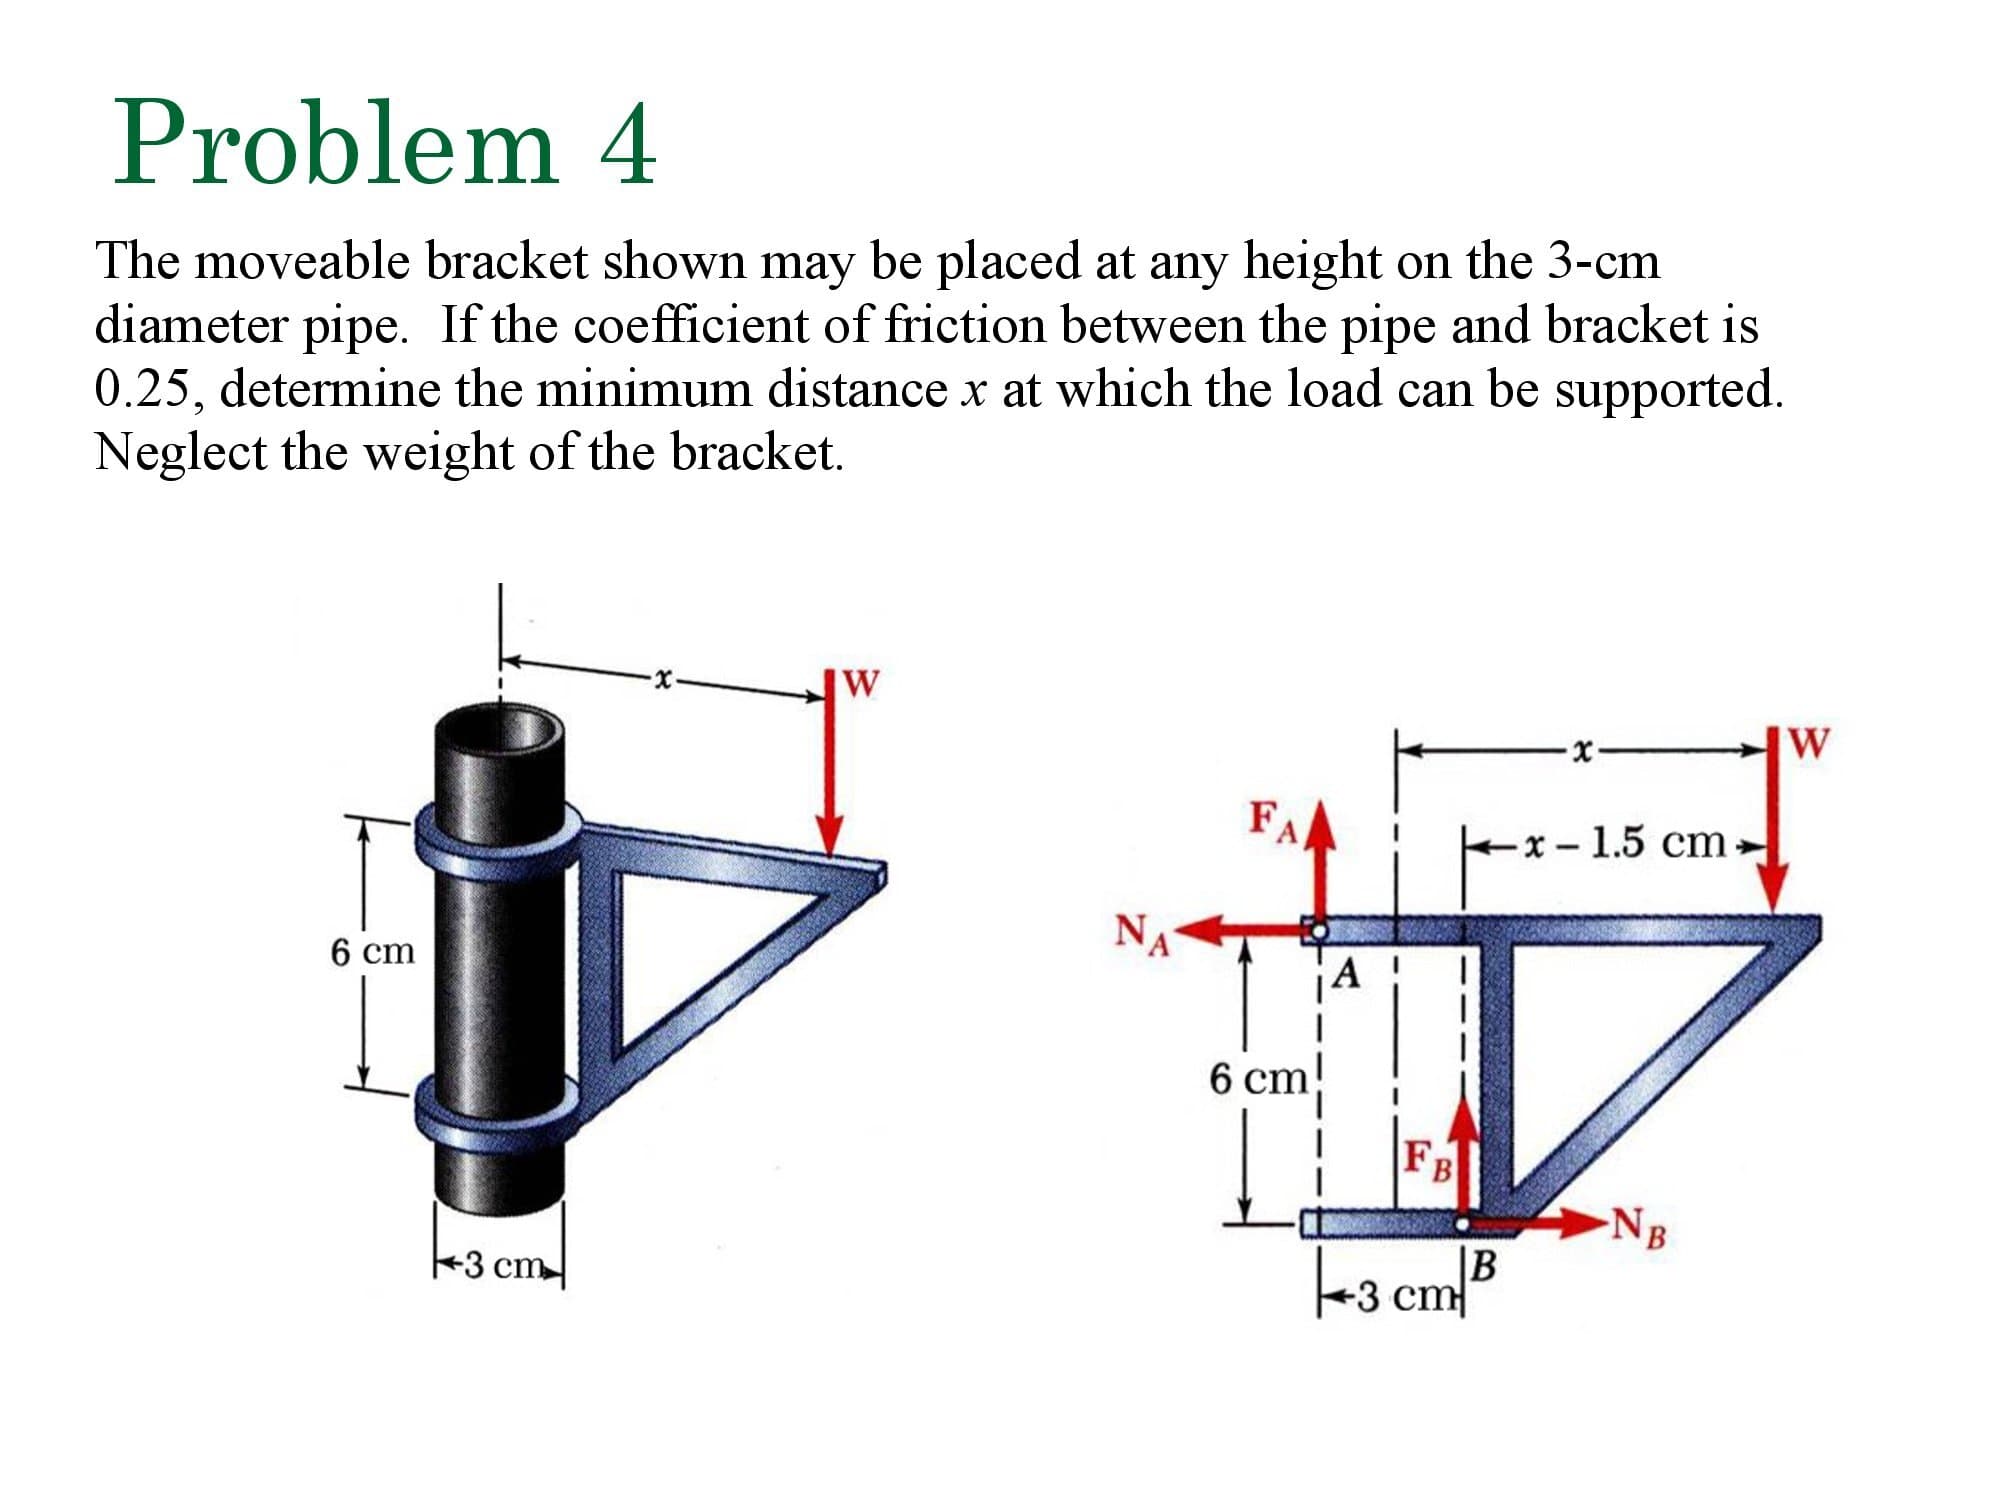 Problem 4
The moveable bracket shown may be placed at any height on the 3-cm
diameter pipe.  If the coefficient of friction between the pipe and bracket is
0.25, determine the minimum distance x at which the load can be supported.
Neglect the weight of the bracket.
x
W
6 cm
3 cm
x
W
F_A
x – 1.5 cm
N_A
A
6 cm
F_B
N_B
B
3 cm